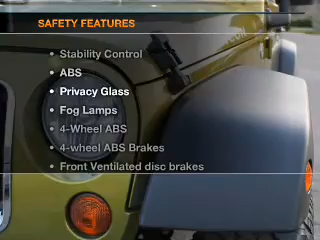 SAFETY FEATURES
• Stability Control
• ABS
• Privacy Glass
• Fog Lamps
• 4-Wheel ABS
• 4-wheel ABS Brakes
• Front Ventilated disc brakes